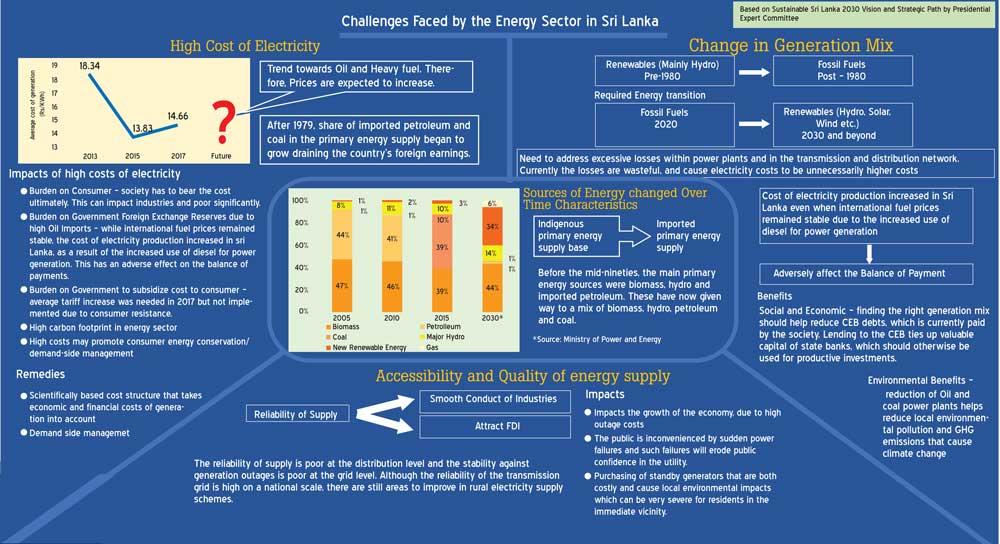 Challenges Faced by the Energy Sector in Sri Lanka
Based on Sustainable Sri Lanka 2030 Vision and Strategic Path by Presidential
Expert Committee
High Cost of Electricity
Average cost of generation
(Rs/KWh)
19
18
17
16
15
14
13
18.34
13.83
14.66
?
2013
2015
2017
Future
Trend towards Oil and Heavy fuel. There-
fore, Prices are expected to increase.
After 1979, share of imported petroleum and
coal in the primary energy supply began to
grow draining the country's foreign earnings.
Impacts of high costs of electricity
Burden on Consumer – society has to bear the cost
ultimately. This can impact industries and poor significantly.
Burden on Government Foreign Exchange Reserves due to
high Oil Imports – while international fuel prices remained
stable, the cost of electricity production increased in sri
Lanka, as a result of the increased use of diesel for power
generation. This has an adverse effect on the balance of
payments.
Burden on Government to subsidize cost to consumer –
average tariff increase was needed in 2017 but not imple-
mented due to consumer resistance.
High carbon footprint in energy sector
High costs may promote consumer energy conservation/
demand-side management
Remedies
Scientifically based cost structure that takes
economic and financial costs of genera-
tion into account
Demand side managemet
Change in Generation Mix
Renewables (Mainly Hydro)
Pre-1980
Fossil Fuels
Post – 1980
Required Energy transition
Fossil Fuels
2020
Renewables (Hydro, Solar,
Wind etc.)
2030 and beyond
Need to address excessive losses within power plants and in the transmission and distribution network.
Currently the losses are wasteful, and cause electricity costs to be unnecessarily higher costs
100%
80%
60%
40%
20%
0%
8%
1%
1%
44%
47%
11%
2%
1%
41%
46%
10%
3%
10%
39%
39%
6%
34%
14%
1%
1%
44%
2005
2010
2015
2030*
Biomass
Petrolleum
Coal
Major Hydro
New Renewable Energy
Gas
Sources of Energy changed Over
Time Characteristics
Indigenous
primary energy
supply base
Imported
primary energy
supply
Before the mid-nineties, the main primary
energy sources were biomass, hydro and
imported petroleum. These have now given
way to a mix of biomass, hydro, petroleum
and coal.
*Source: Ministry of Power and Energy
Cost of electricity production increased in Sri
Lanka even when international fuel prices
remained stable due to the increased use of
diesel for power generation
Adversely affect the Balance of Payment
Benefits
Social and Economic – finding the right generation mix
should help reduce CEB debts, which is currently paid
by the society. Lending to the CEB ties up valuable
capital of state banks, which should otherwise be
used for productive investments.
Environmental Benefits –
reduction of Oil and
coal power plants helps
reduce local environmen-
tal pollution and GHG
emissions that cause
climate change
Accessibility and Quality of energy supply
Reliability of Supply
Smooth Conduct of Industries
Attract FDI
The reliability of supply is poor at the distribution level and the stability against
generation outages is poor at the grid level. Although the reliability of the transmission
grid is high on a national scale, there are still areas to improve in rural electricity supply
schemes.
Impacts
Impacts the growth of the economy, due to high
outage costs
The public is inconvenienced by sudden power
failures and such failures will erode public
confidence in the utility.
Purchasing of standby generators that are both
costly and cause local environmental impacts
which can be very severe for residents in the
immediate vicinity.